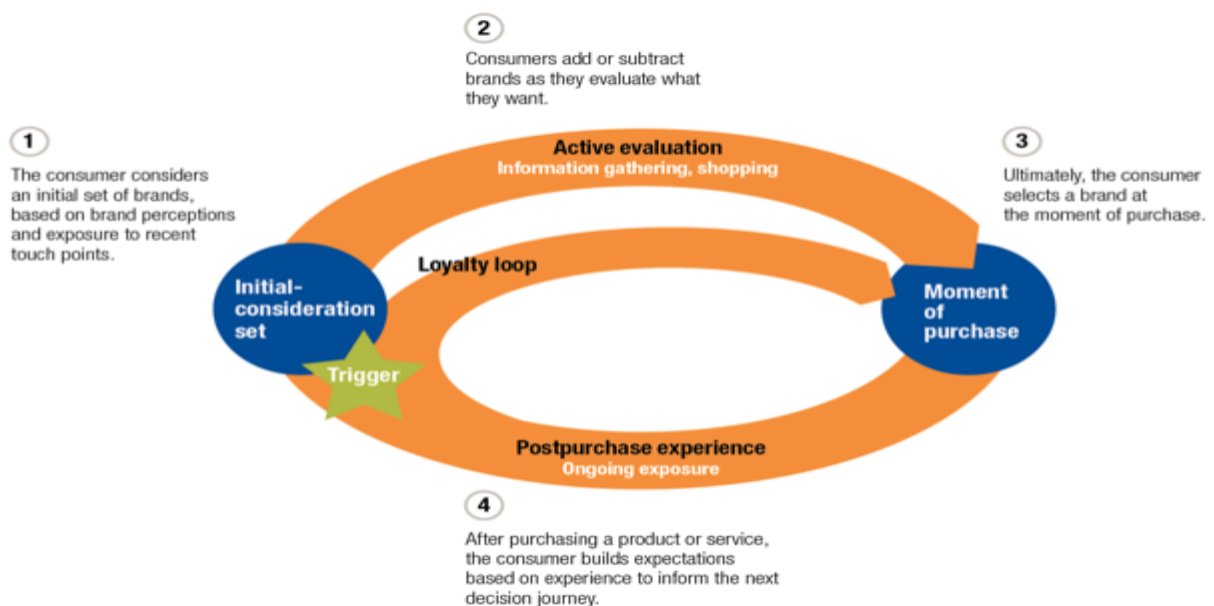 2
Consumers add or subtract
brands as they evaluate what
they want.
1
The consumer considers
an initial set of brands,
based on brand perceptions
and exposure to recent
touch points.
Active evaluation
Information gathering, shopping
3
Ultimately, the consumer
selects a brand at
the moment of purchase.
Loyalty loop
Initial-
consideration
set
Moment
of
purchase
Trigger
Postpurchase experience
Ongoing exposure
4
After purchasing a product or service,
the consumer builds expectations
based on experience to inform the next
decision journey.